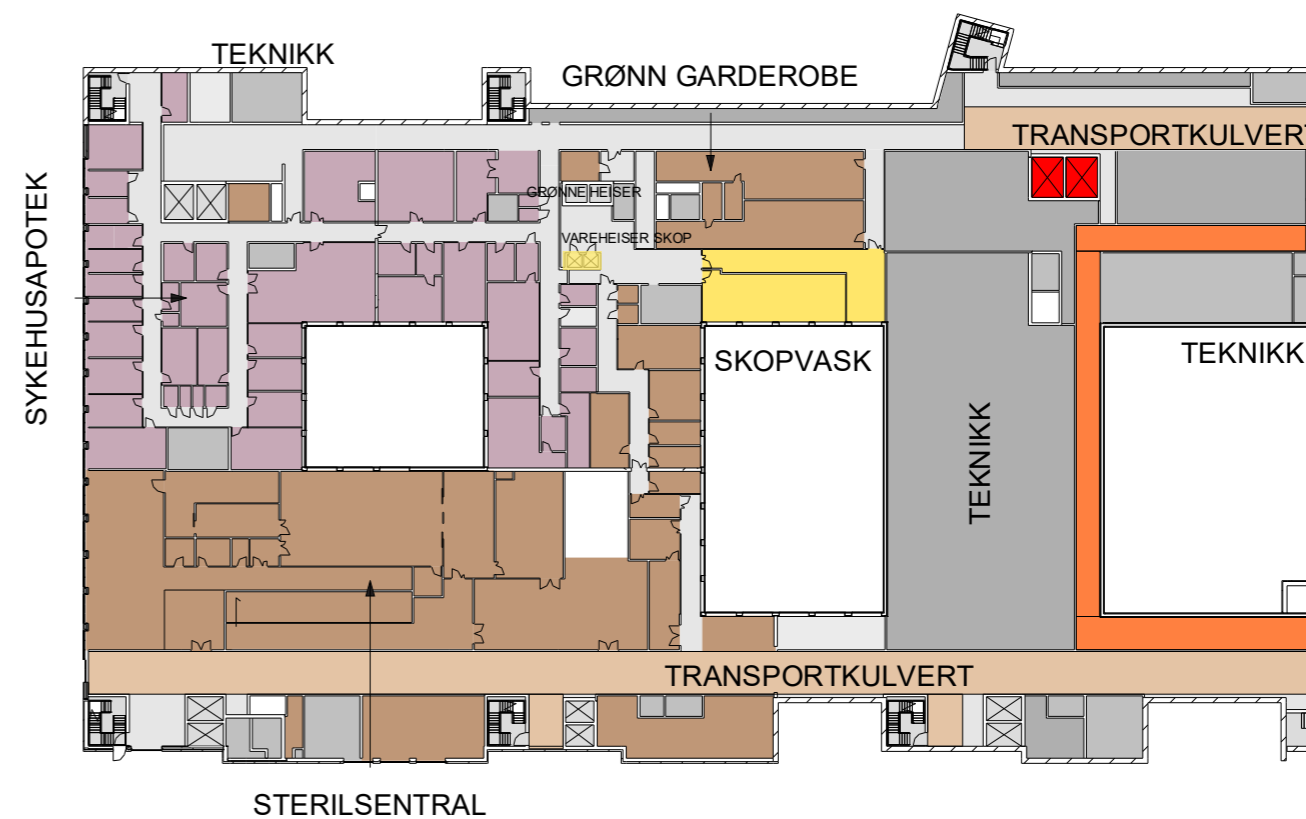 TEKNIKK
GRØNN GARDEROBE
TRANSPORTKULVERT
SYKEHUSAPOTEK
GRØNNE HEISER
VAREHEISER SKOP
SKOPVASK
TEKNIKK
TEKNIKK
TRANSPORTKULVERT
STERILSENTRAL